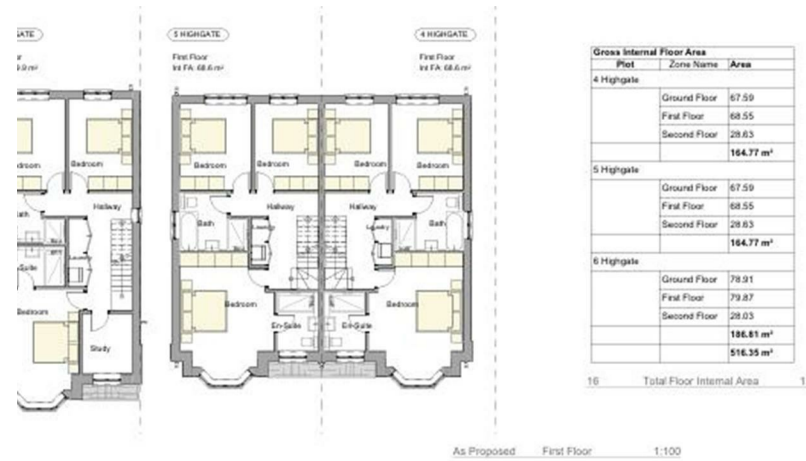 5 HIGHGATE
4 HIGHGATE
First Floor
Int FA: 68.6 m²
First Floor
Int FA: 68.6 m²
Bedroom
Bedroom
Bedroom
Bedroom
Bedroom
Hallway
Hallway
Hallway
Bath
Bath
Laundry
Laundry
Bedroom
Bedroom
En-Suite
En-Suite
Study
Gross Internal Floor Area
Plot Zone Name Area
4 Highgate
Ground Floor 67.59
First Floor 68.55
Second Floor 28.63
164.77 m²
5 Highgate
Ground Floor 67.59
First Floor 68.55
Second Floor 28.63
164.77 m²
6 Highgate
Ground Floor 78.91
First Floor 79.87
Second Floor 28.03
186.81 m²
516.35 m²
16 Total Floor Internal Area 1
As Proposed First Floor 1:100